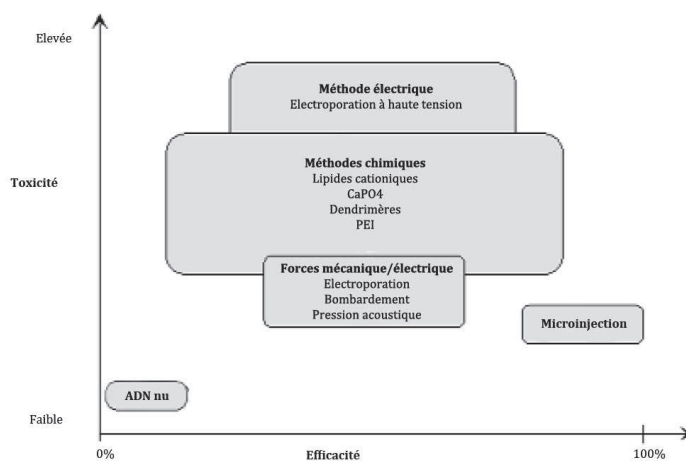 Elevée
Méthode électrique
Electroporation à haute tension
Méthodes chimiques
Lipides cationiques
CaPO4
Dendrimères
PEI
Toxicité
Forces mécanique/électrique
Electroporation
Bombardement
Pression acoustique
Microinjection
ADN nu
Faible
0%
Efficacité
100%